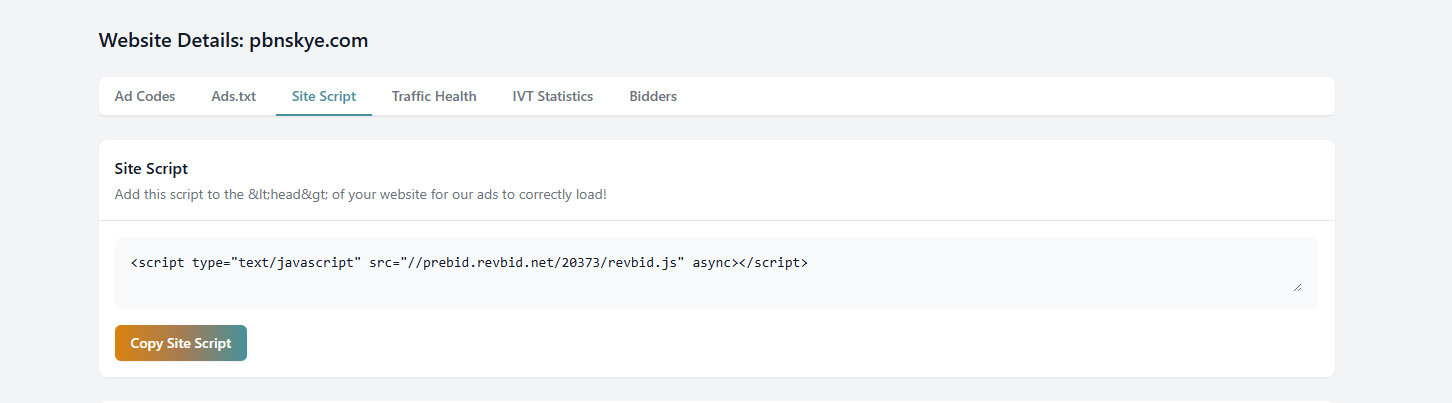 Website Details: pbnskye.com
Ad Codes Ads.txt Site Script Traffic Health IVT Statistics Bidders
Site Script
Add this script to the &lt;head&gt; of your website for our ads to correctly load!
<script type="text/javascript" src="//prebid.revbid.net/20373/revbid.js" async></script>
Copy Site Script